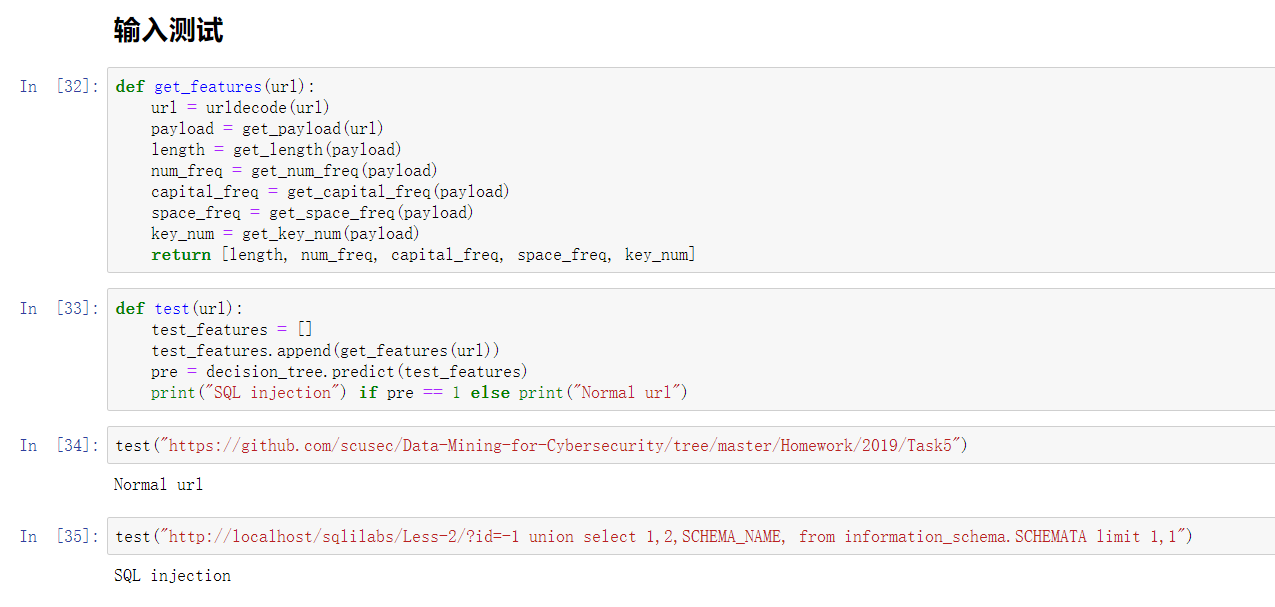 输入测试
In [32]: def get_features(url):
    url = urldecode(url)
    payload = get_payload(url)
    length = get_length(payload)
    num_freq = get_num_freq(payload)
    capital_freq = get_capital_freq(payload)
    space_freq = get_space_freq(payload)
    key_num = get_key_num(payload)
    return [length, num_freq, capital_freq, space_freq, key_num]
In [33]: def test(url):
    test_features = []
    test_features.append(get_features(url))
    pre = decision_tree.predict(test_features)
    print("SQL injection") if pre == 1 else print("Normal url")
In [34]: test("https://github.com/scusec/Data-Mining-for-Cybersecurity/tree/master/Homework/2019/Task5")
Normal url
In [35]: test("http://localhost/sqlilabs/Less-2/?id=-1 union select 1,2,SCHEMA_NAME, from information_schema.SCHEMATA limit 1,1")
SQL injection